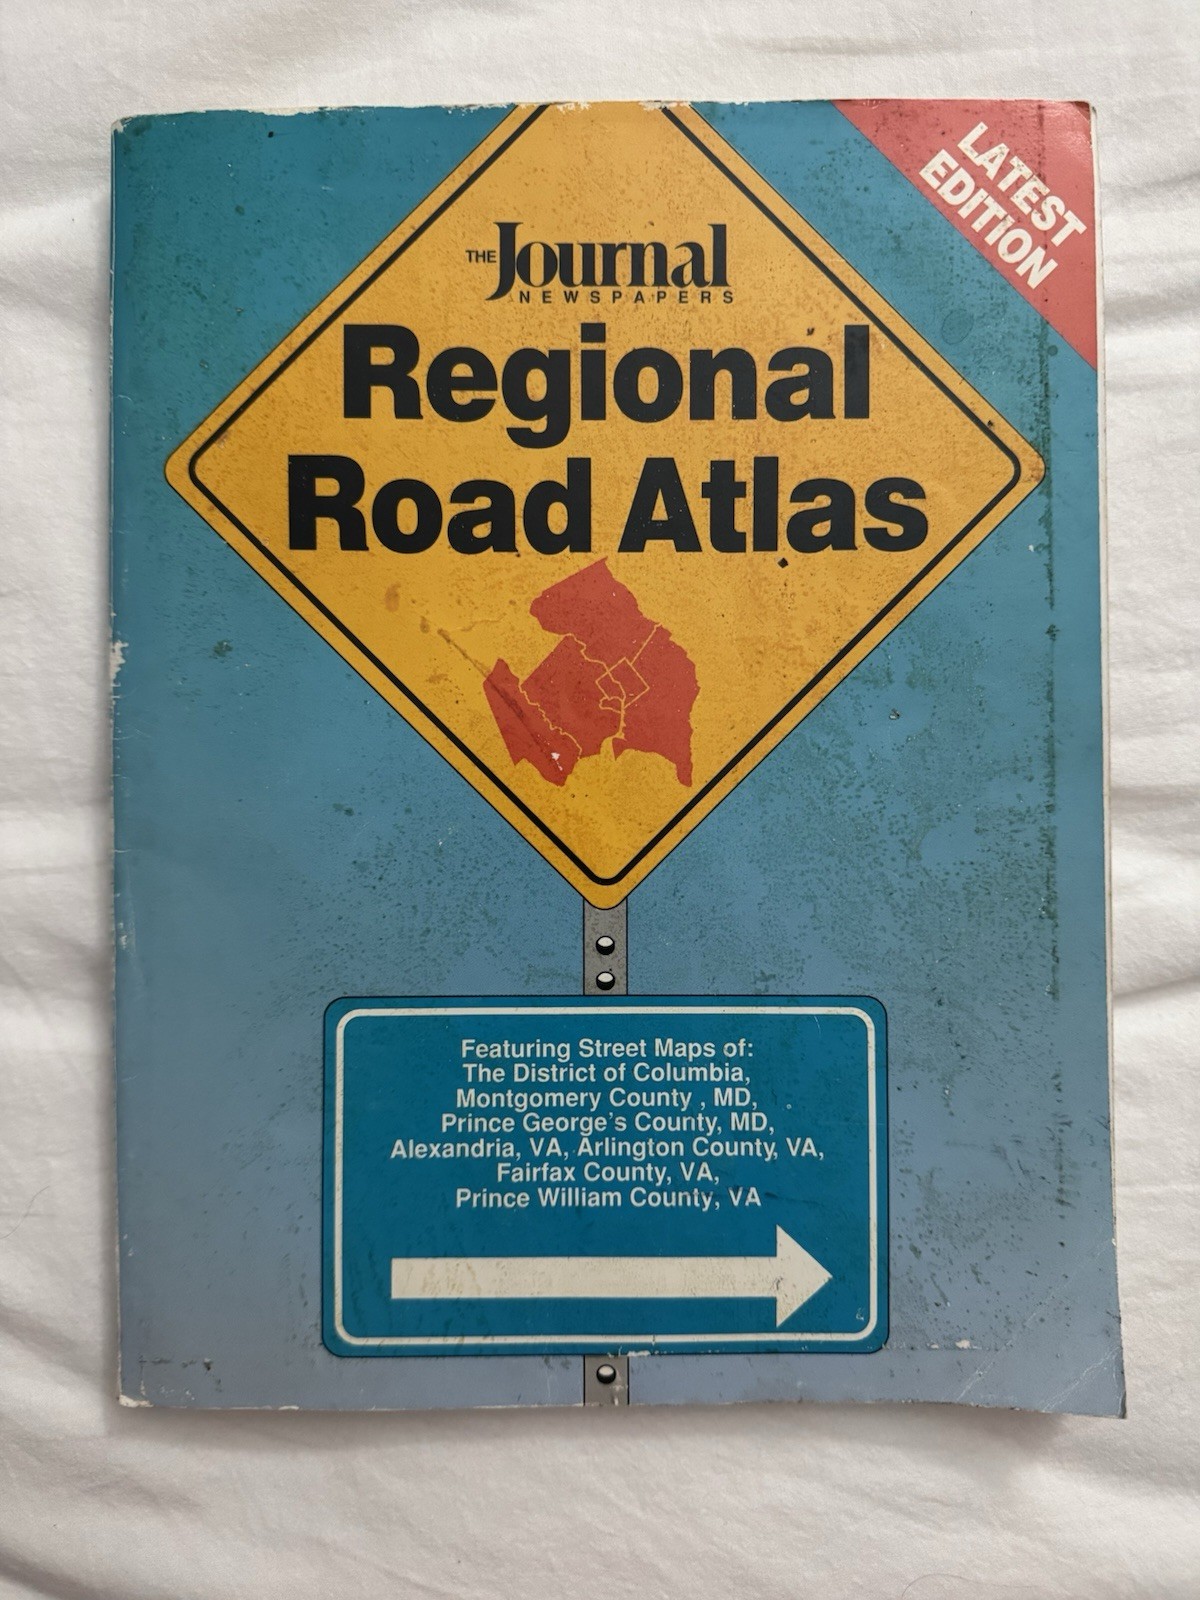 THE Journal
NEWSPAPERS
Regional
Road Atlas
LATEST
EDITION
Featuring Street Maps of:
The District of Columbia,
Montgomery County , MD,
Prince George's County, MD,
Alexandria, VA, Arlington County, VA,
Fairfax County, VA,
Prince William County, VA